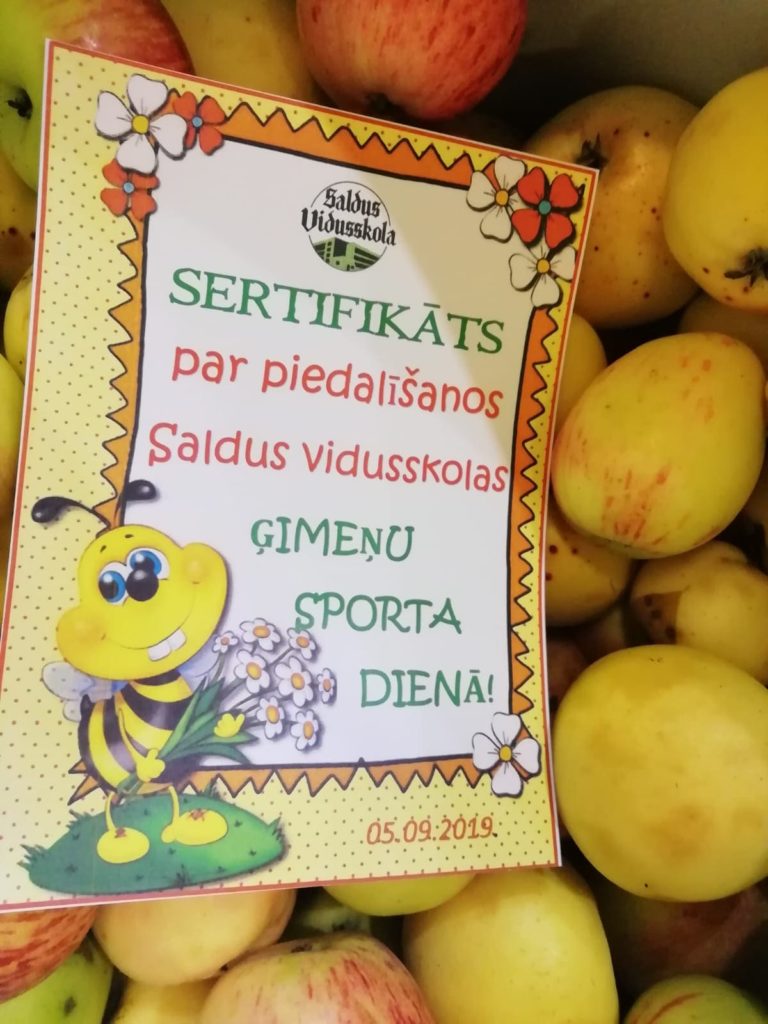 Saldus
Vidusskola
SERTIFIKĀTS
par piedalīšanos
Saldus vidusskolas
ĢIMEŅU
SPORTA
DIENĀ!
05.09.2019.